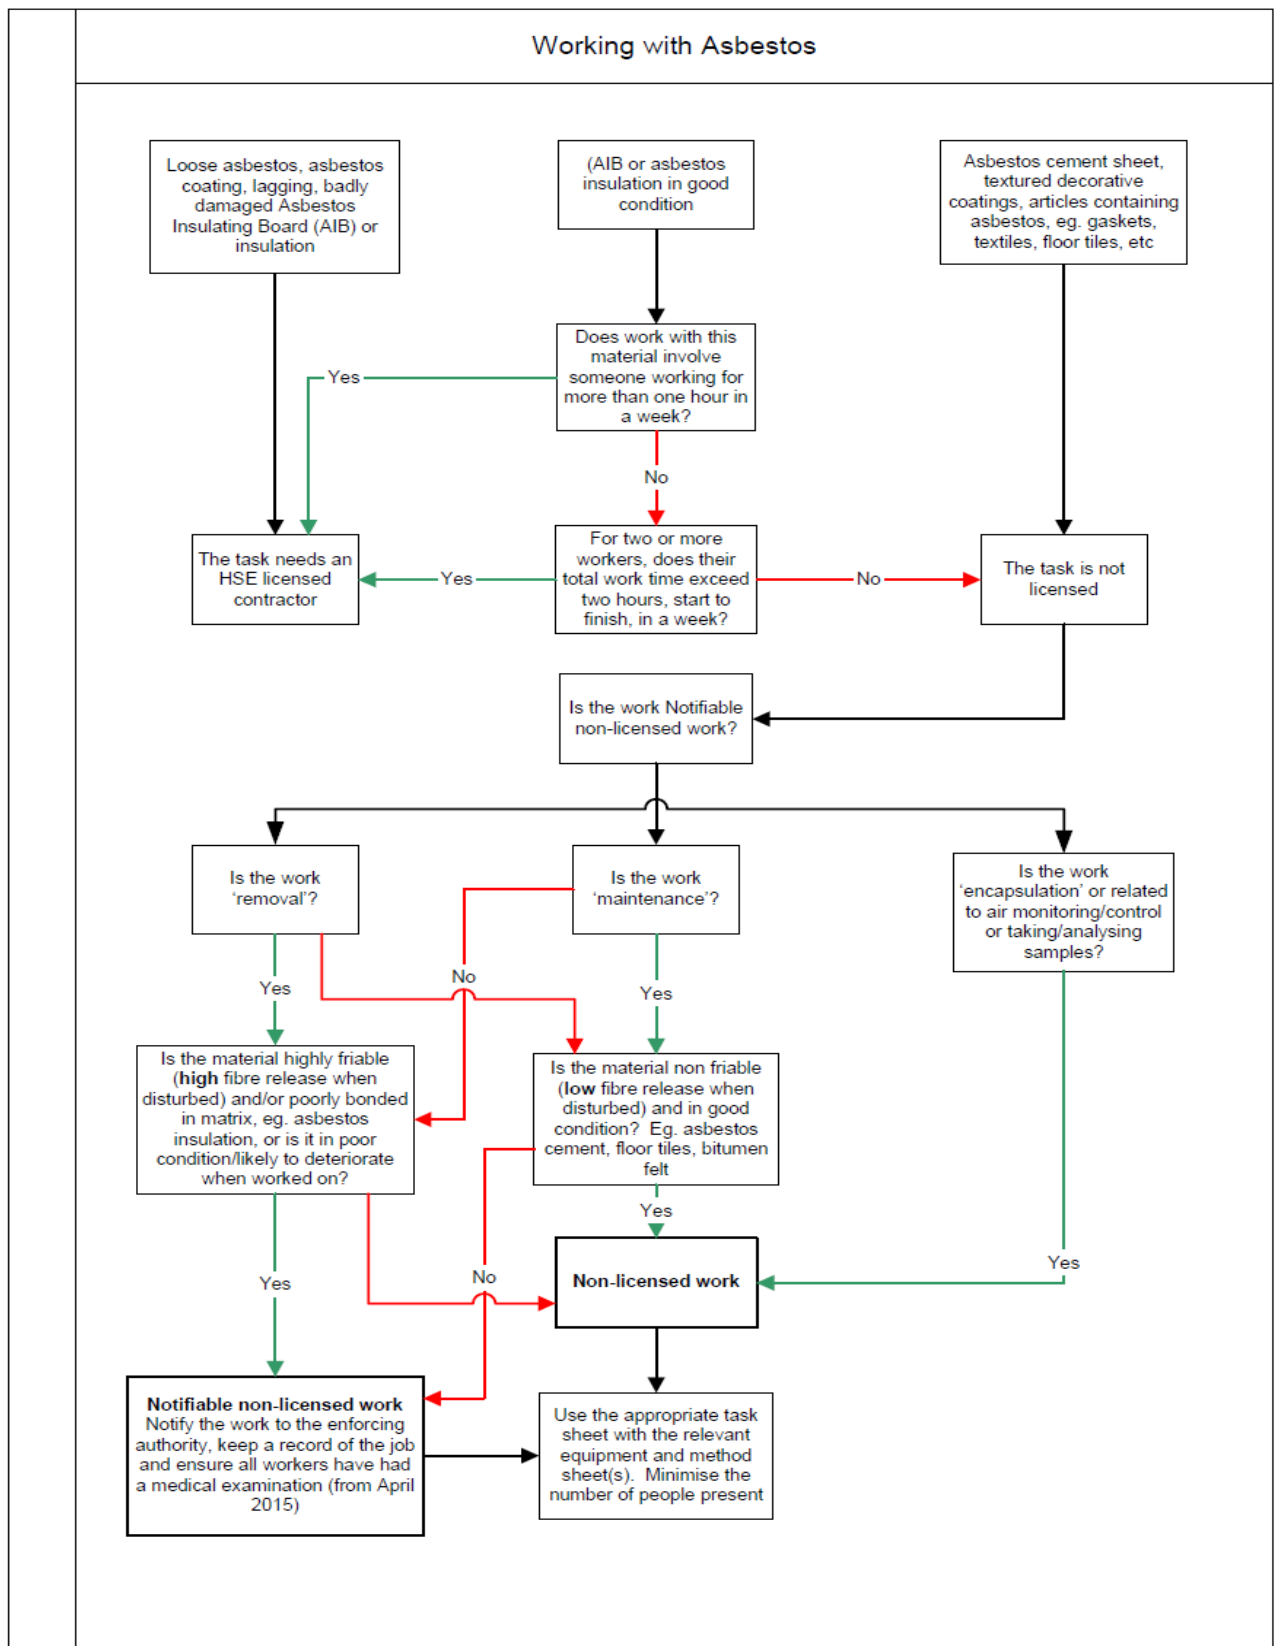 Working with Asbestos
Loose asbestos, asbestos
coating, lagging, badly
damaged Asbestos
Insulating Board (AIB) or
insulation
(AIB or asbestos
insulation in good
condition
Asbestos cement sheet,
textured decorative
coatings, articles containing
asbestos, eg. gaskets,
textiles, floor tiles, etc
Does work with this
material involve
someone working for
more than one hour in
a week?
Yes
No
The task needs an
HSE licensed
contractor
Yes
For two or more
workers, does their
total work time exceed
two hours, start to
finish, in a week?
No
The task is not
licensed
Is the work Notifiable
non-licensed work?
Is the work
‘removal’?
Is the work
‘maintenance’?
Is the work
‘encapsulation’ or related
to air monitoring/control
or taking/analysing
samples?
Yes
No
Yes
Is the material highly friable
(high fibre release when
disturbed) and/or poorly bonded
in matrix, eg. asbestos
insulation, or is it in poor
condition/likely to deteriorate
when worked on?
Is the material non friable
(low fibre release when
disturbed) and in good
condition?  Eg. asbestos
cement, floor tiles, bitumen
felt
Yes
Yes
No
Yes
Non-licensed work
Notifiable non-licensed work
Notify the work to the enforcing
authority, keep a record of the job
and ensure all workers have had
a medical examination (from April
2015)
Use the appropriate task
sheet with the relevant
equipment and method
sheet(s).  Minimise the
number of people present